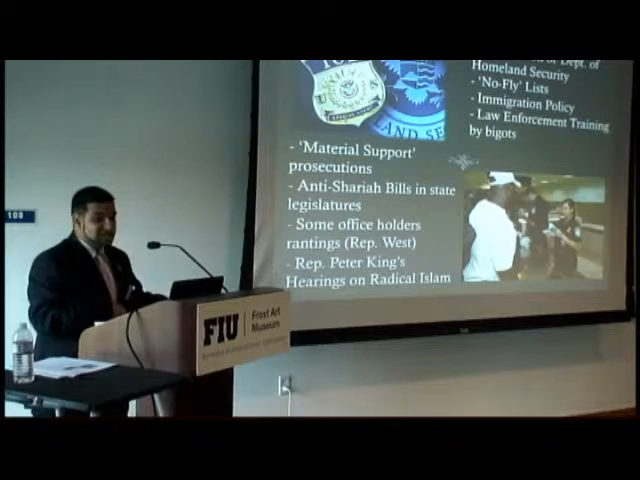 Homeland Security
- 'No-Fly' Lists
- Immigration Policy
- Law Enforcement Training
by bigots
LAND SE
- 'Material Support'
prosecutions
- Anti-Shariah Bills in state
legislatures
- Some office holders
rantings (Rep. West)
- Rep. Peter King's
Hearings on Radical Islam
108
FIU
Frost Art
Museum